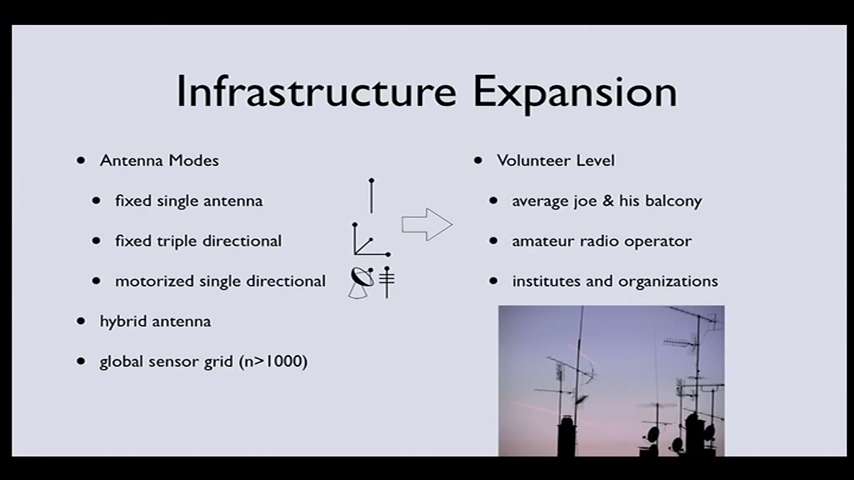 Infrastructure Expansion
• Antenna Modes
• fixed single antenna
• fixed triple directional
• motorized single directional
• hybrid antenna
• global sensor grid (n>1000)
• Volunteer Level
• average joe & his balcony
• amateur radio operator
• institutes and organizations